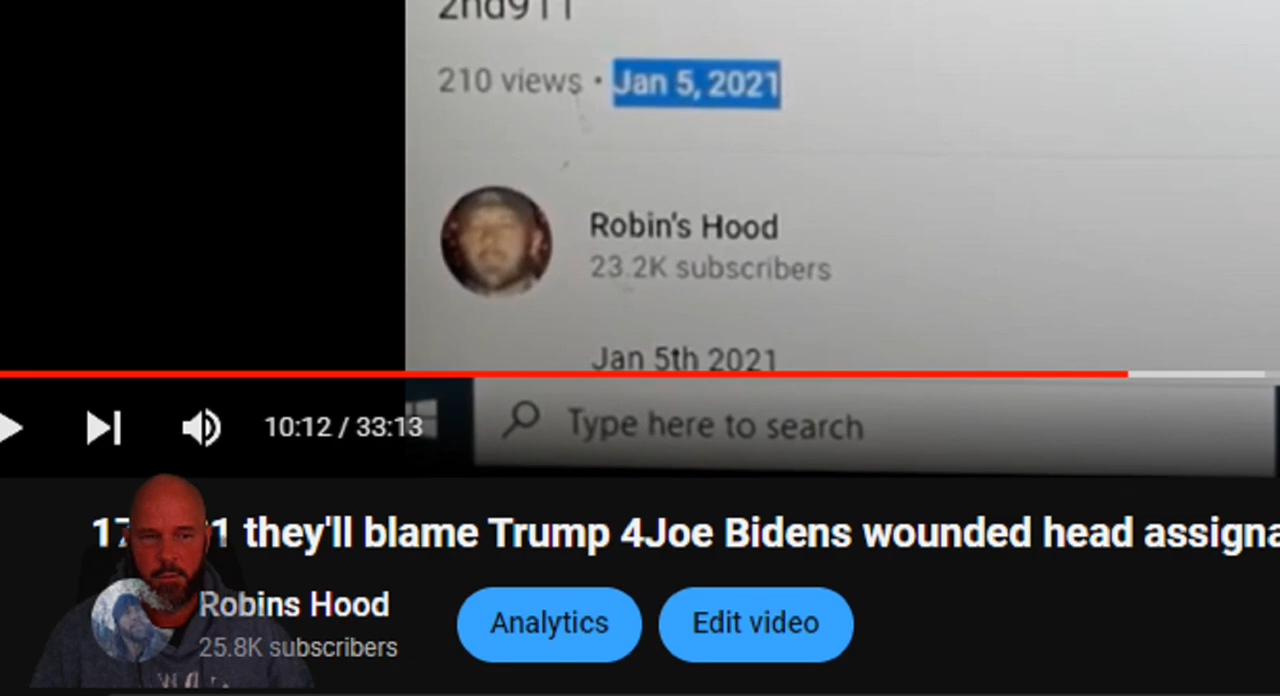 2nd911
210 views • Jan 5, 2021
Robin's Hood
23.2K subscribers
Jan 5th 2021
10:12 / 33:13
Type here to search
17 1 they'll blame Trump 4Joe Bidens wounded head assigna
Robins Hood
25.8K subscribers
Analytics
Edit video